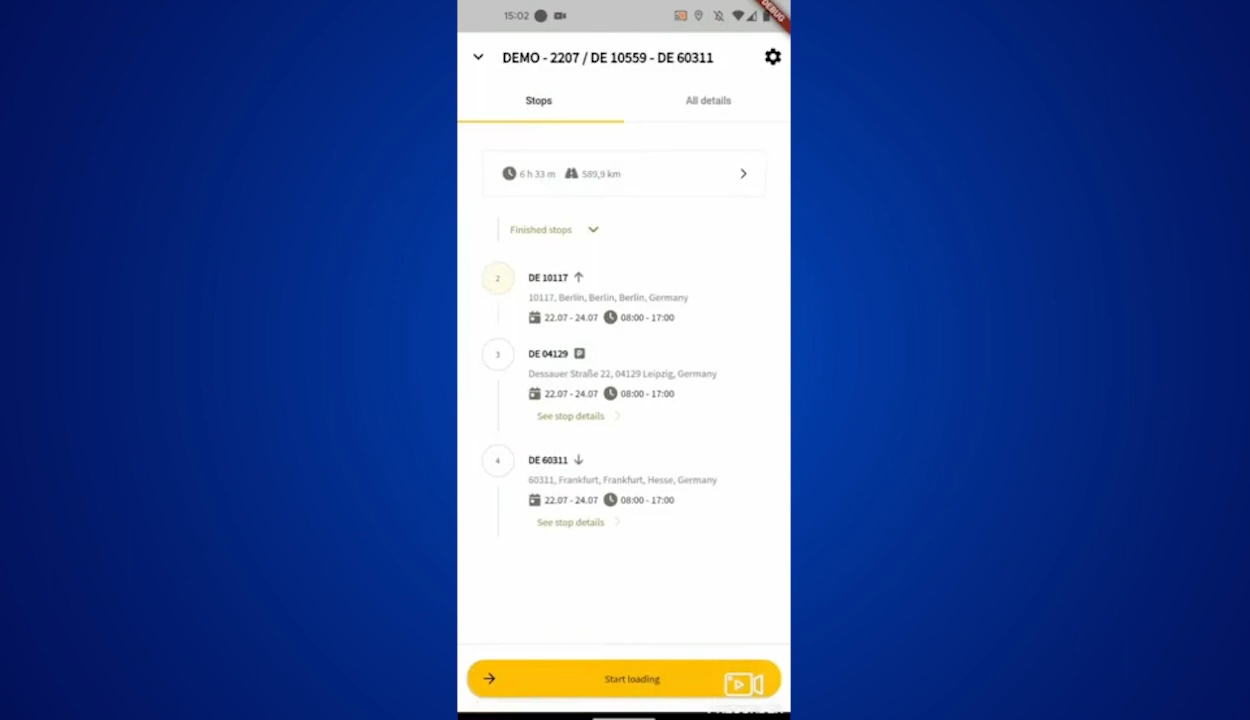 15:02
DEBUG
DEMO - 2207 / DE 10559 - DE 60311
Stops
All details
6 h 33 m 589,9 km
Finished stops
2
DE 10117
10117, Berlin, Berlin, Berlin, Germany
22.07 - 24.07 08:00 - 17:00
3
DE 04129 P
Dessauer Straße 22, 04129 Leipzig, Germany
22.07 - 24.07 08:00 - 17:00
See stop details
4
DE 60311
60311, Frankfurt, Frankfurt, Hesse, Germany
22.07 - 24.07 08:00 - 17:00
See stop details
Start loading